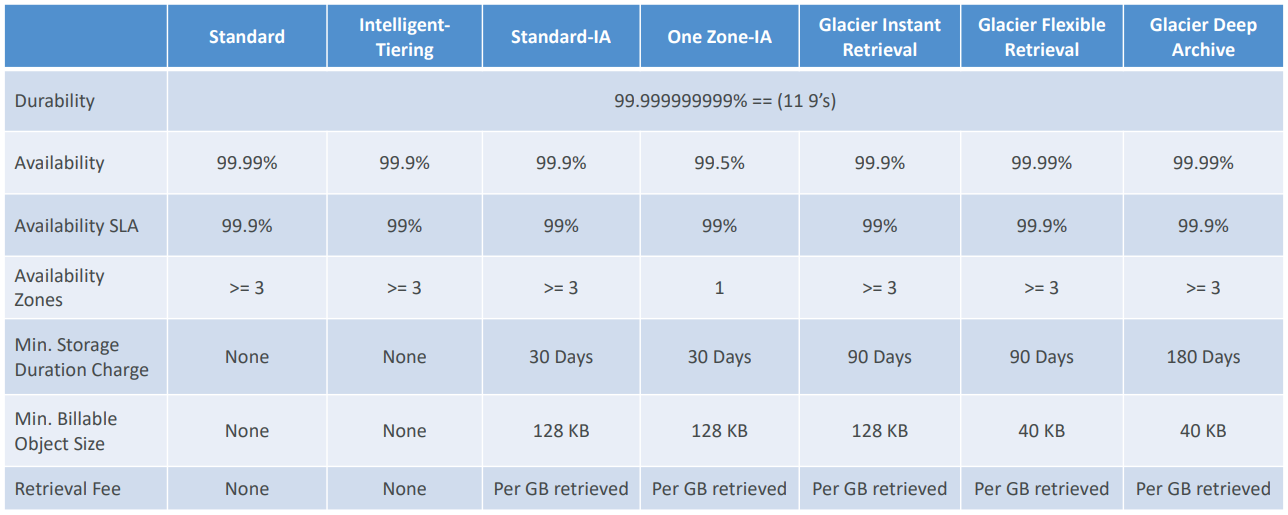 Standard Intelligent-Tiering Standard-IA One Zone-IA Glacier Instant Retrieval Glacier Flexible Retrieval Glacier Deep Archive
Durability 99.999999999% == (11 9’s)
Availability 99.99% 99.9% 99.9% 99.5% 99.9% 99.99% 99.99%
Availability SLA 99.9% 99% 99% 99% 99% 99.9% 99.9%
Availability Zones >= 3 >= 3 >= 3 1 >= 3 >= 3 >= 3
Min. Storage Duration Charge None None 30 Days 30 Days 90 Days 90 Days 180 Days
Min. Billable Object Size None None 128 KB 128 KB 128 KB 40 KB 40 KB
Retrieval Fee None None Per GB retrieved Per GB retrieved Per GB retrieved Per GB retrieved Per GB retrieved